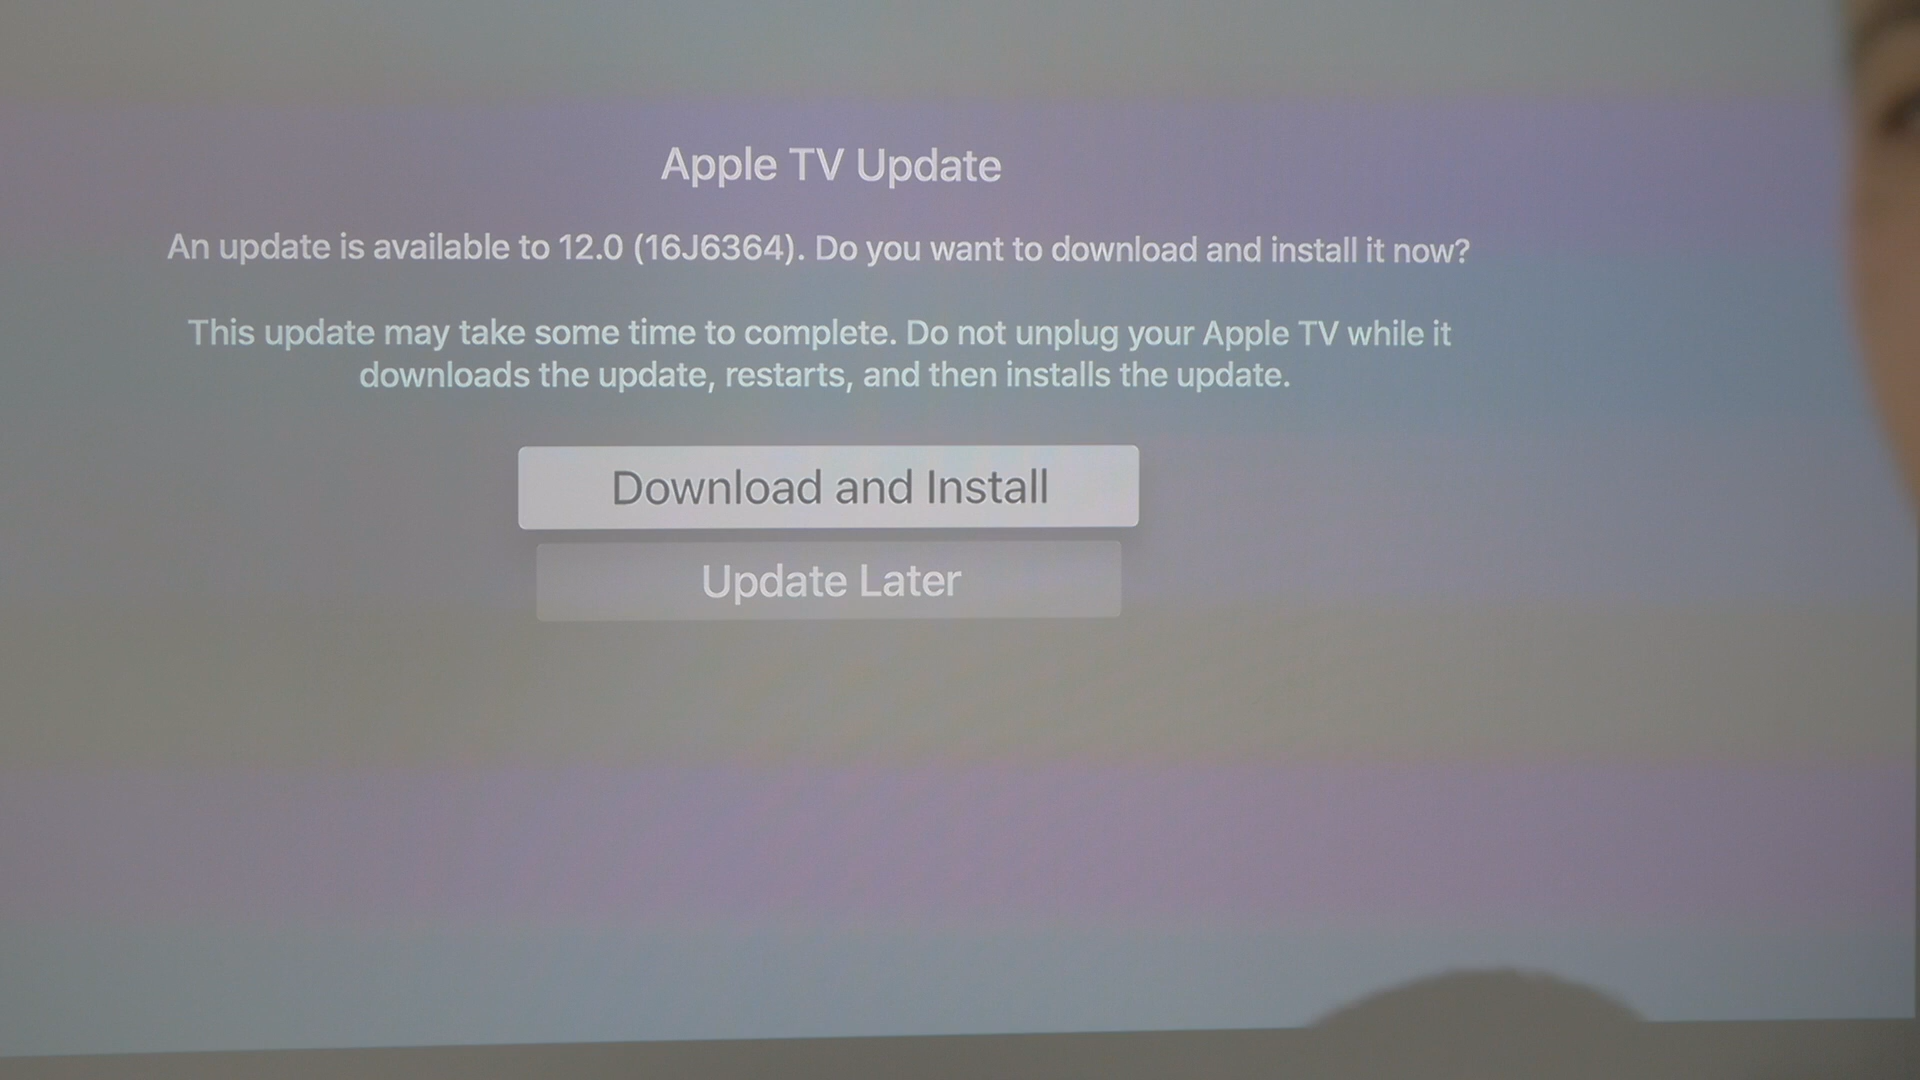 Apple TV Update
An update is available to 12.0 (16J6364). Do you want to download and install it now?
This update may take some time to complete. Do not unplug your Apple TV while it
downloads the update, restarts, and then installs the update.
Download and Install
Update Later